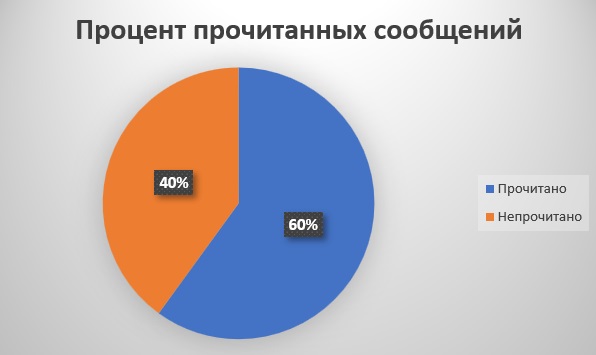 Процент прочитанных сообщений
40%
60%
Прочитано
Непрочитано